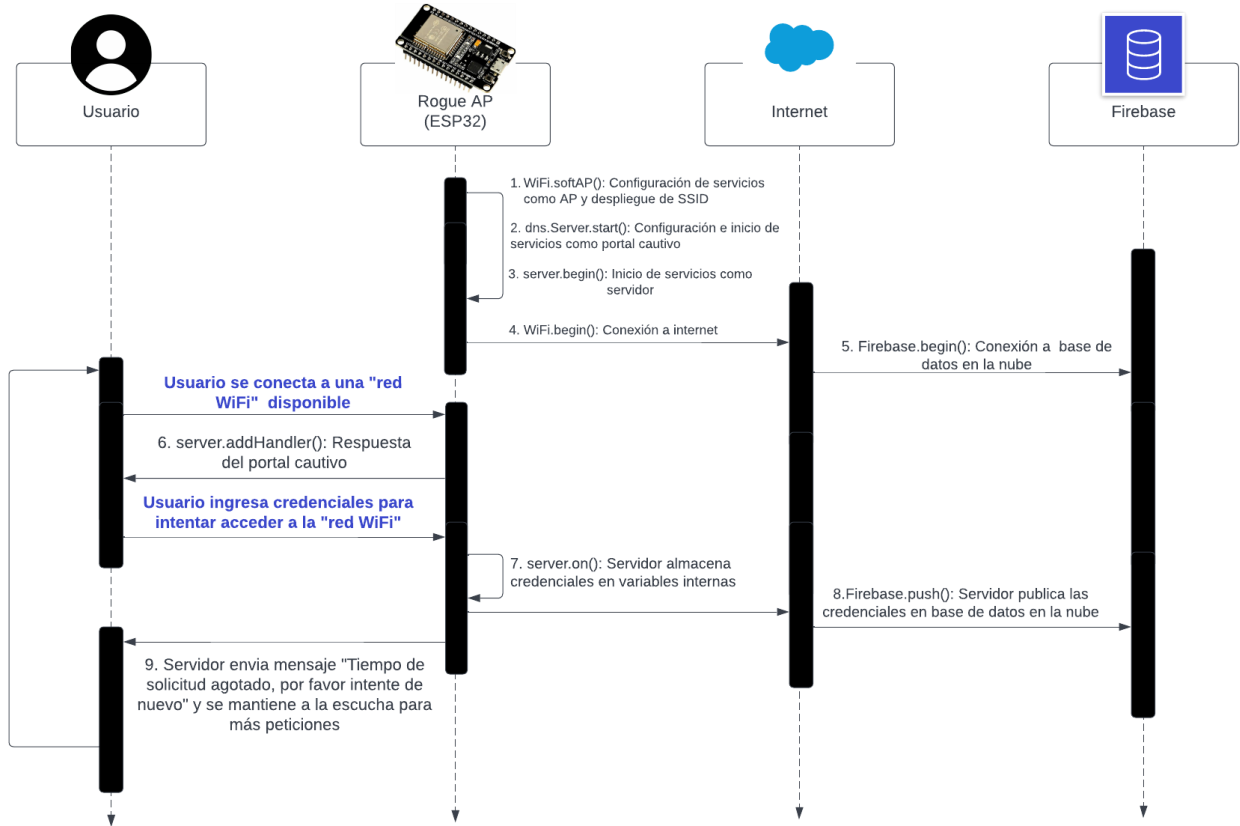 Usuario
Rogue AP
(ESP32)
Internet
Firebase
1. WiFi.softAP(): Configuración de servicios
como AP y despliegue de SSID
2. dns.Server.start(): Configuración e inicio de
servicios como portal cautivo
3. server.begin(): Inicio de servicios como
servidor
4. WiFi.begin(): Conexión a internet
5. Firebase.begin(): Conexión a base de
datos en la nube
Usuario se conecta a una "red
WiFi" disponible
6. server.addHandler(): Respuesta
del portal cautivo
Usuario ingresa credenciales para
intentar acceder a la "red WiFi"
7. server.on(): Servidor almacena
credenciales en variables internas
8.Firebase.push(): Servidor publica las
credenciales en base de datos en la nube
9. Servidor envia mensaje "Tiempo de
solicitud agotado, por favor intente de
nuevo" y se mantiene a la escucha para
más peticiones